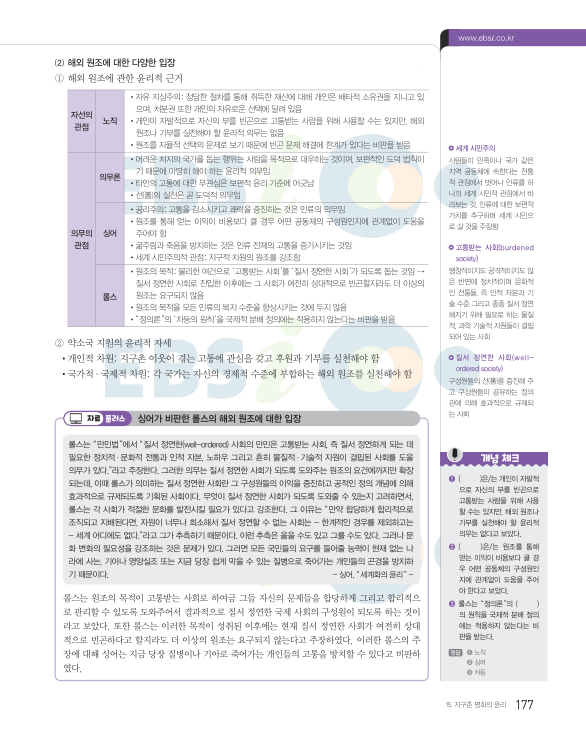 www.ebsi.co.kr
(2) 해외 원조에 대한 다양한 입장
① 해외 원조에 관한 윤리적 근거
자선의 관점
노직
• 자유 지상주의: 정당한 절차를 통해 취득한 재산에 대해 개인은 배타적 소유권을 지니고 있
으며, 처분권 또한 개인의 자유로운 선택에 달려 있음
• 개인이 자발적으로 자신의 부를 빈곤으로 고통받는 사람을 위해 사용할 수는 있지만, 해외
원조나 기부를 실천해야 할 윤리적 의무는 없음
• 원조를 자율적 선택의 문제로 보기 때문에 빈곤 문제 해결에 한계가 있다는 비판을 받음
의무의 관점
의무론
• 어려운 처지의 국가를 돕는 행위는 사람을 목적으로 대우하는 것이며, 보편적인 도덕 법칙이
기 때문에 마땅히 해야 하는 윤리적 의무임
• 타인의 고통에 대한 무관심은 보편적 윤리 기준에 어긋남
• 선(善)의 실천은 곧 도덕적 의무임
싱어
• 공리주의: 고통을 감소시키고 쾌락을 증진하는 것은 인류의 의무임
• 원조를 통해 얻는 이익이 비용보다 클 경우 어떤 공동체의 구성원인지에 관계없이 도움을
주어야 함
• 굶주림과 죽음을 방치하는 것은 인류 전체의 고통을 증가시키는 것임
• 세계 시민주의적 관점: 지구적 차원의 원조를 강조함
롤스
• 원조의 목적: 불리한 여건으로 ‘고통받는 사회’를 ‘질서 정연한 사회’가 되도록 돕는 것임 →
질서 정연한 사회로 진입한 이후에는 그 사회가 여전히 상대적으로 빈곤할지라도 더 이상의
원조는 요구되지 않음
• 원조의 목적을 모든 인류의 복지 수준을 향상시키는 것에 두지 않음
• “정의론”의 ‘차등의 원칙’을 국제적 분배 정의에는 적용하지 않는다는 비판을 받음
② 약소국 지원의 윤리적 자세
• 개인적 차원: 지구촌 이웃이 겪는 고통에 관심을 갖고 후원과 기부를 실천해야 함
• 국가적·국제적 차원: 각 국가는 자신의 경제적 수준에 부합하는 해외 원조를 실천해야 함
자료 플러스 싱어가 비판한 롤스의 해외 원조에 대한 입장
롤스는 “만민법”에서 “질서 정연한(well-ordered) 사회의 만민은 고통받는 사회, 즉 질서 정연하게 되는 데
필요한 정치적·문화적 전통과 인적 자본, 노하우 그리고 흔히 물질적·기술적 자원이 결핍된 사회를 도울
의무가 있다.”라고 주장한다. 그러한 의무는 질서 정연한 사회가 되도록 도와주는 원조의 요건에까지만 확장
되는데, 이때 롤스가 의미하는 질서 정연한 사회란 그 구성원들의 이익을 증진하고 공적인 정의 개념에 의해
효과적으로 규제되도록 기획된 사회이다. 무엇이 질서 정연한 사회가 되도록 도와줄 수 있는지 고려하면서,
롤스는 각 사회가 적절한 문화를 발전시킬 필요가 있다고 강조한다. 그 이유는 “만약 합당하게 합리적으로
조직되고 지배된다면, 자원이 너무나 희소해서 질서 정연할 수 없는 사회는 – 한계적인 경우를 제외하고는
– 세계 어디에도 없다.”라고 그가 추측하기 때문이다. 이런 추측은 옳을 수도 있고 그를 수도 있다. 그러나 문
화 변화의 필요성을 강조하는 것은 문제가 있다. 그러면 모든 국민들의 요구를 들어줄 능력이 현재 없는 나
라에 사는, 기아나 영양실조 또는 지금 당장 쉽게 막을 수 있는 질병으로 죽어가는 개인들의 곤경을 방치하
기 때문이다. – 싱어, “세계화의 윤리” –
롤스는 원조의 목적이 고통받는 사회로 하여금 그들 자신의 문제들을 합당하게 그리고 합리적으
로 관리할 수 있도록 도와주어서 결과적으로 질서 정연한 국제 사회의 구성원이 되도록 하는 것이
라고 보았다. 또한 롤스는 이러한 목적이 성취된 이후에는 현재 질서 정연한 사회가 여전히 상대
적으로 빈곤하다고 할지라도 더 이상의 원조는 요구되지 않는다고 주장하였다. 이러한 롤스의 주
장에 대해 싱어는 지금 당장 질병이나 기아로 죽어가는 개인들의 고통을 방치할 수 있다고 비판하
였다.
세계 시민주의
사람들이 민족이나 국가 같은
지역 공동체에 속한다는 전통
적 관점에서 벗어나 인류를 하
나의 세계 시민적 관점에서 바
라보는 것. 인류에 대한 보편적
가치를 추구하며 세계 시민으
로 살 것을 주장함
고통받는 사회(burdened
society)
팽창적이지도 공격적이지도 않
은 반면에 정치적이며 문화적
인 전통들, 즉 인적 자본과 기
술 수준 그리고 종종 질서 정연
해지기 위해 필요로 하는 물질
적, 과학 기술적 자원들이 결핍
되어 있는 사회
질서 정연한 사회(well-
ordered society)
구성원들의 선(善)을 증진해 주
고 구성원들이 공유하는 정의
관에 의해 효과적으로 규제되
는 사회
개념 체크
❶ ( )은/는 개인이 자발적
으로 자신의 부를 빈곤으로
고통받는 사람을 위해 사용
할 수는 있지만, 해외 원조나
기부를 실천해야 할 윤리적
의무는 없다고 보았다.
❷ ( )은/는 원조를 통해
얻는 이익이 비용보다 클 경
우 어떤 공동체의 구성원인
지에 관계없이 도움을 주어
야 한다고 보았다.
❸ 롤스는 “정의론”의 ( )
의 원칙을 국제적 분배 정의
에는 적용하지 않는다는 비
판을 받는다.
정답 ❶ 노직
❷ 싱어
❸ 차등
15. 지구촌 평화의 윤리 177
EBSi